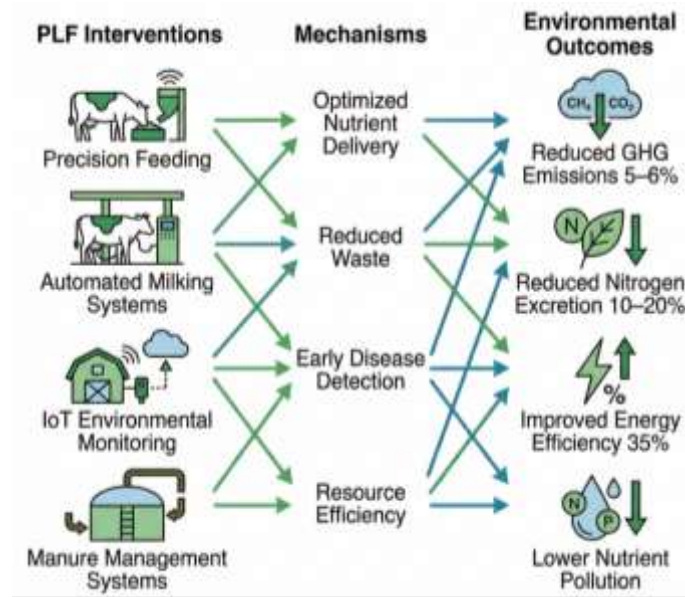 PLF Interventions
Mechanisms
Environmental
Outcomes
Precision Feeding
Optimized
Nutrient
Delivery
CH₄ CO₂
Reduced GHG
Emissions 5–6%
Automated Milking
Systems
Reduced
Waste
N
Reduced Nitrogen
Excretion 10–20%
IoT Environmental
Monitoring
Early Disease
Detection
%
Improved Energy
Efficiency 35%
Manure Management
Systems
Resource
Efficiency
N
P
Lower Nutrient
Pollution